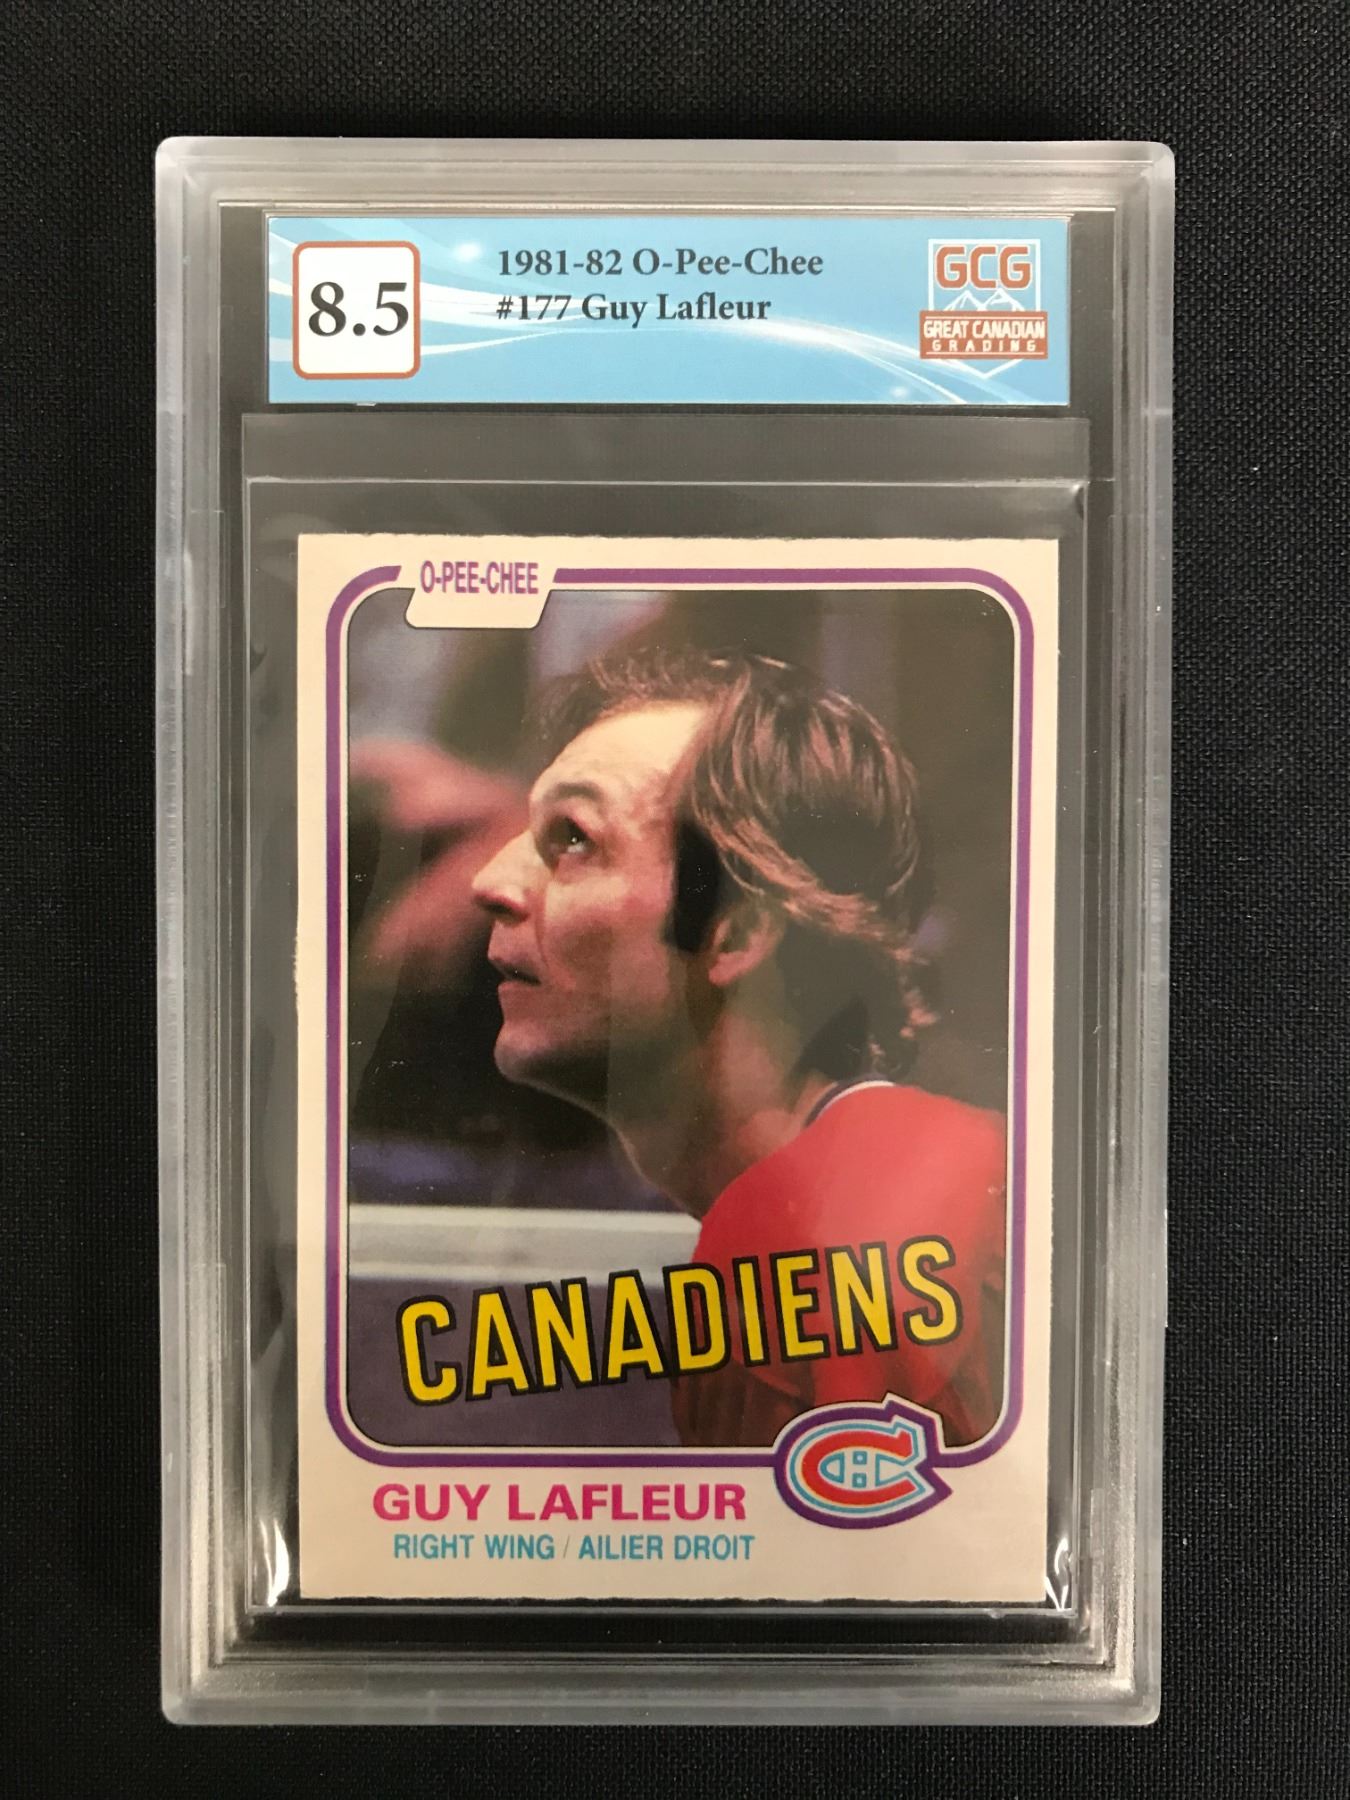 8.5
1981-82 O-Pee-Chee
#177 Guy Lafleur
GCG
GREAT CANADIAN
GRADING
O-PEE-CHEE
CANADIENS
CH
GUY LAFLEUR
RIGHT WING / AILIER DROIT